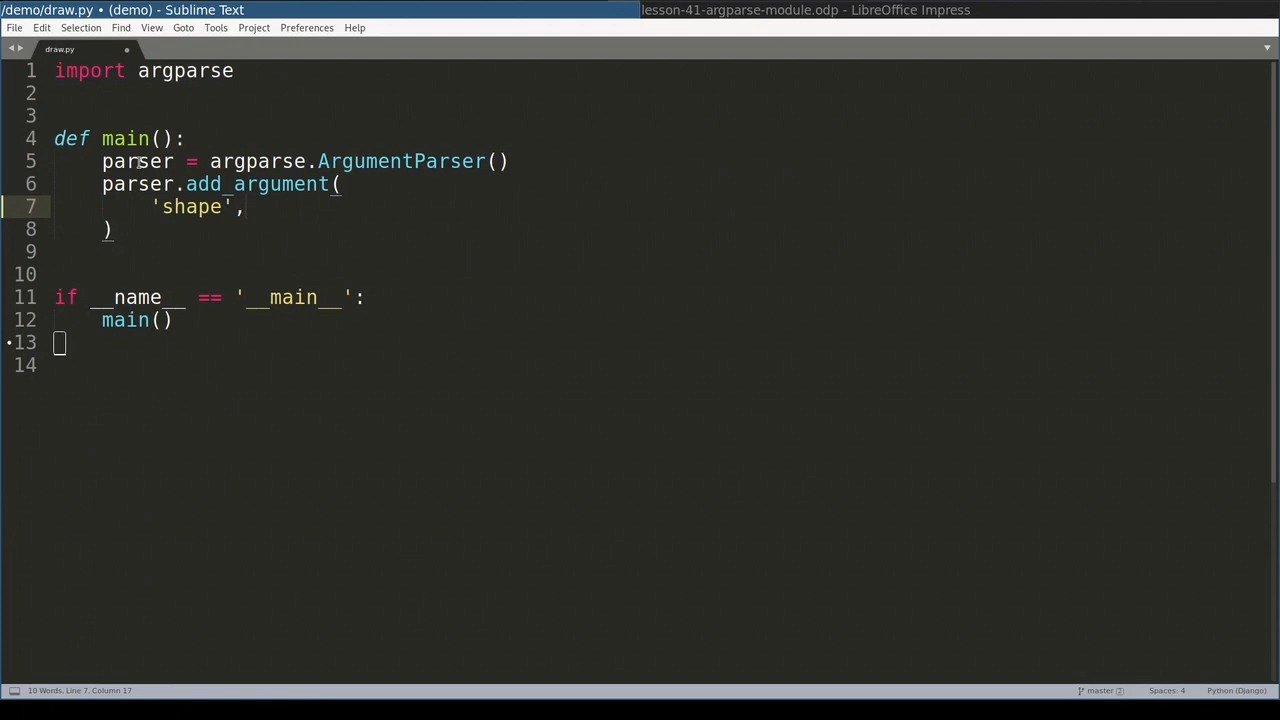 /demo/draw.py • (demo) - Sublime Text
lesson-41-argparse-module.odp - LibreOffice Impress
File Edit Selection Find View Goto Tools Project Preferences Help
draw.py
1 import argparse
2
3
4 def main():
5 parser = argparse.ArgumentParser()
6 parser.add_argument(
7 'shape',
8 )
9
10
11 if __name__ == '__main__':
12 main()
13
14
10 Words, Line 7, Column 17 master 2 Spaces: 4 Python (Django)